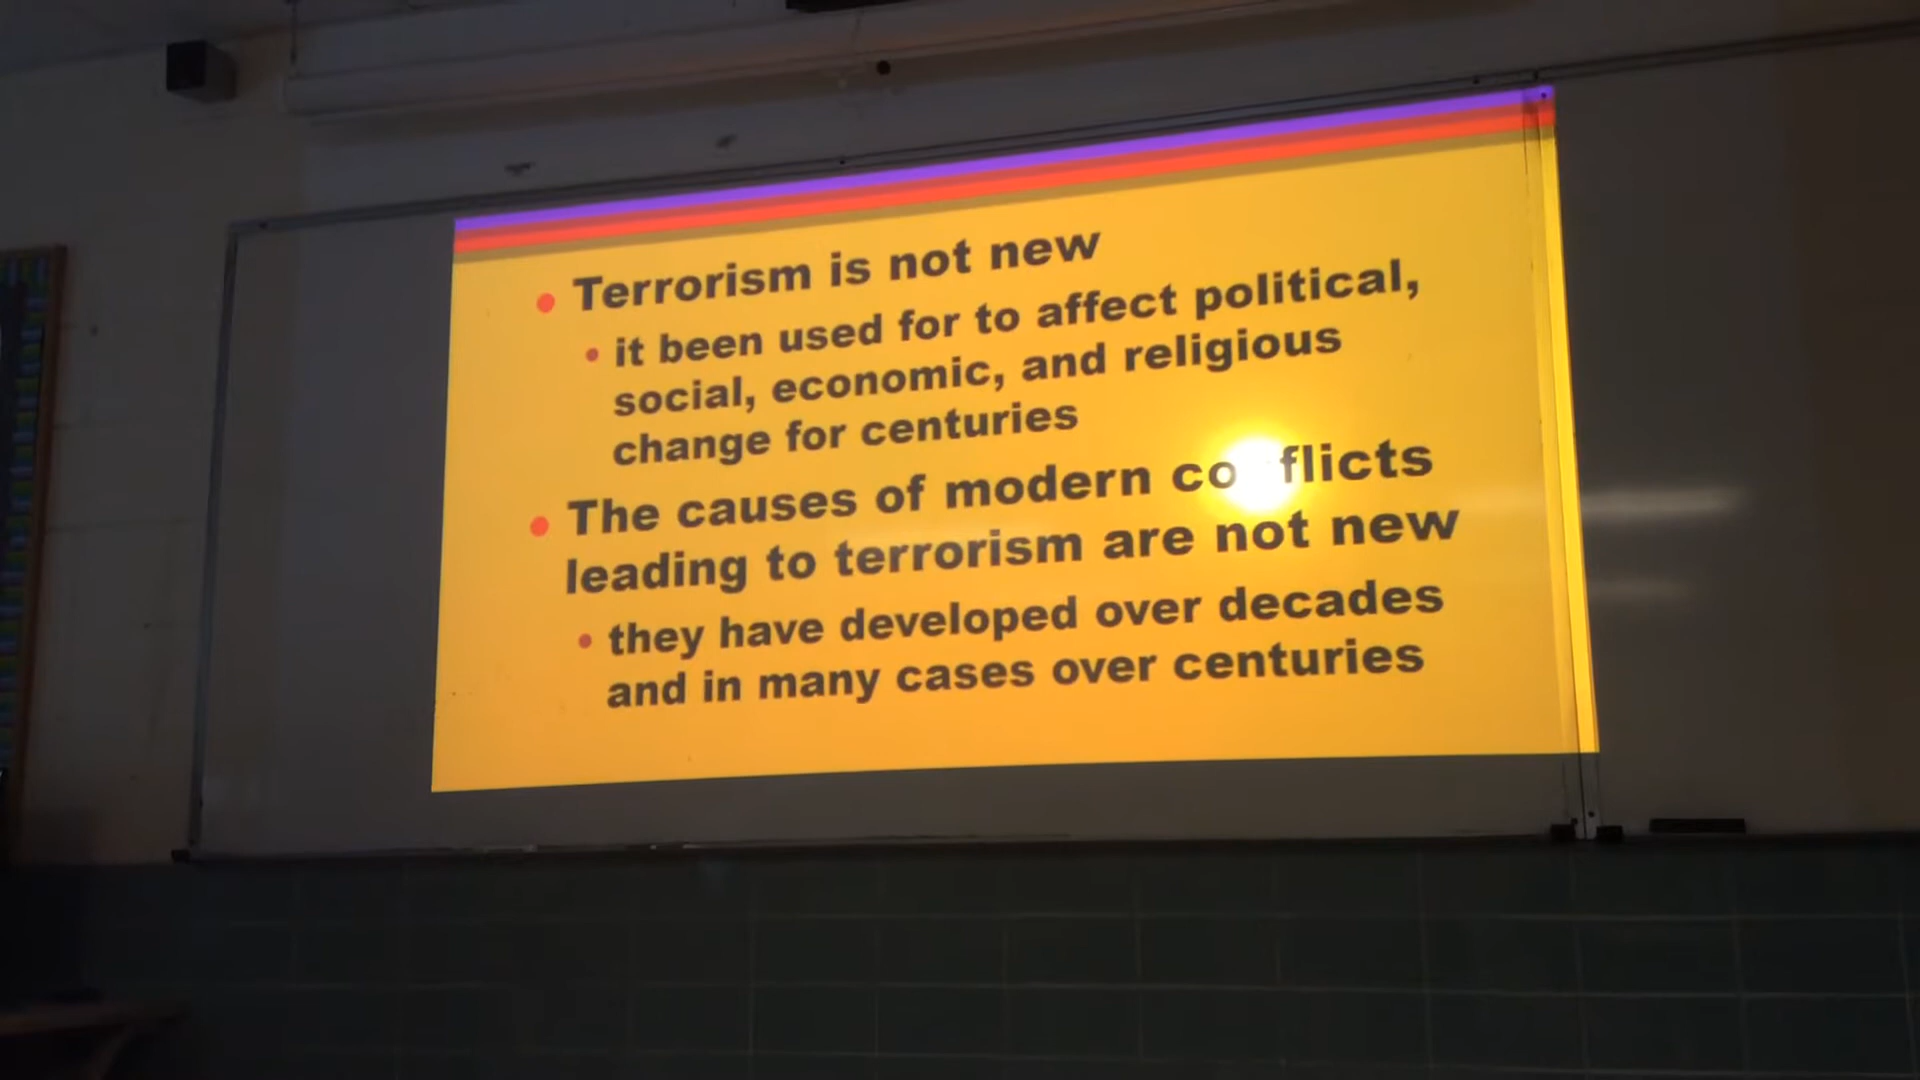 Terrorism is not new
it been used for to affect political,
social, economic, and religious
change for centuries
The causes of modern conflicts
leading to terrorism are not new
they have developed over decades
and in many cases over centuries